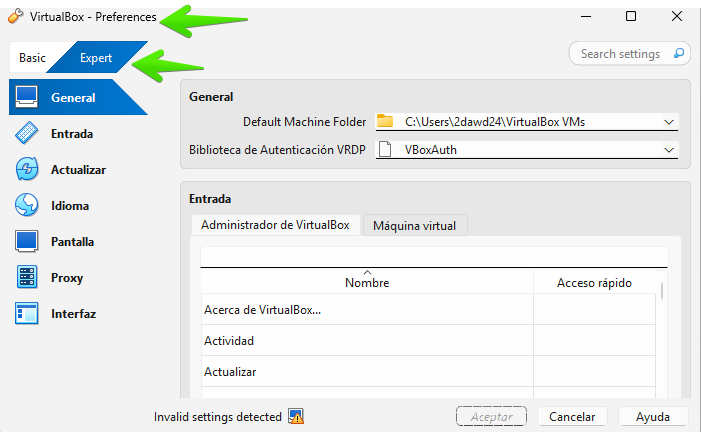 VirtualBox - Preferences
Basic
Expert
Search settings
General
Entrada
Actualizar
Idioma
Pantalla
Proxy
Interfaz
General
Default Machine Folder
C:\Users\2dawd24\VirtualBox VMs
Biblioteca de Autenticación VRDP
VBoxAuth
Entrada
Administrador de VirtualBox
Máquina virtual
Nombre
Acceso rápido
Acerca de VirtualBox...
Actividad
Actualizar
Invalid settings detected
Aceptar
Cancelar
Ayuda